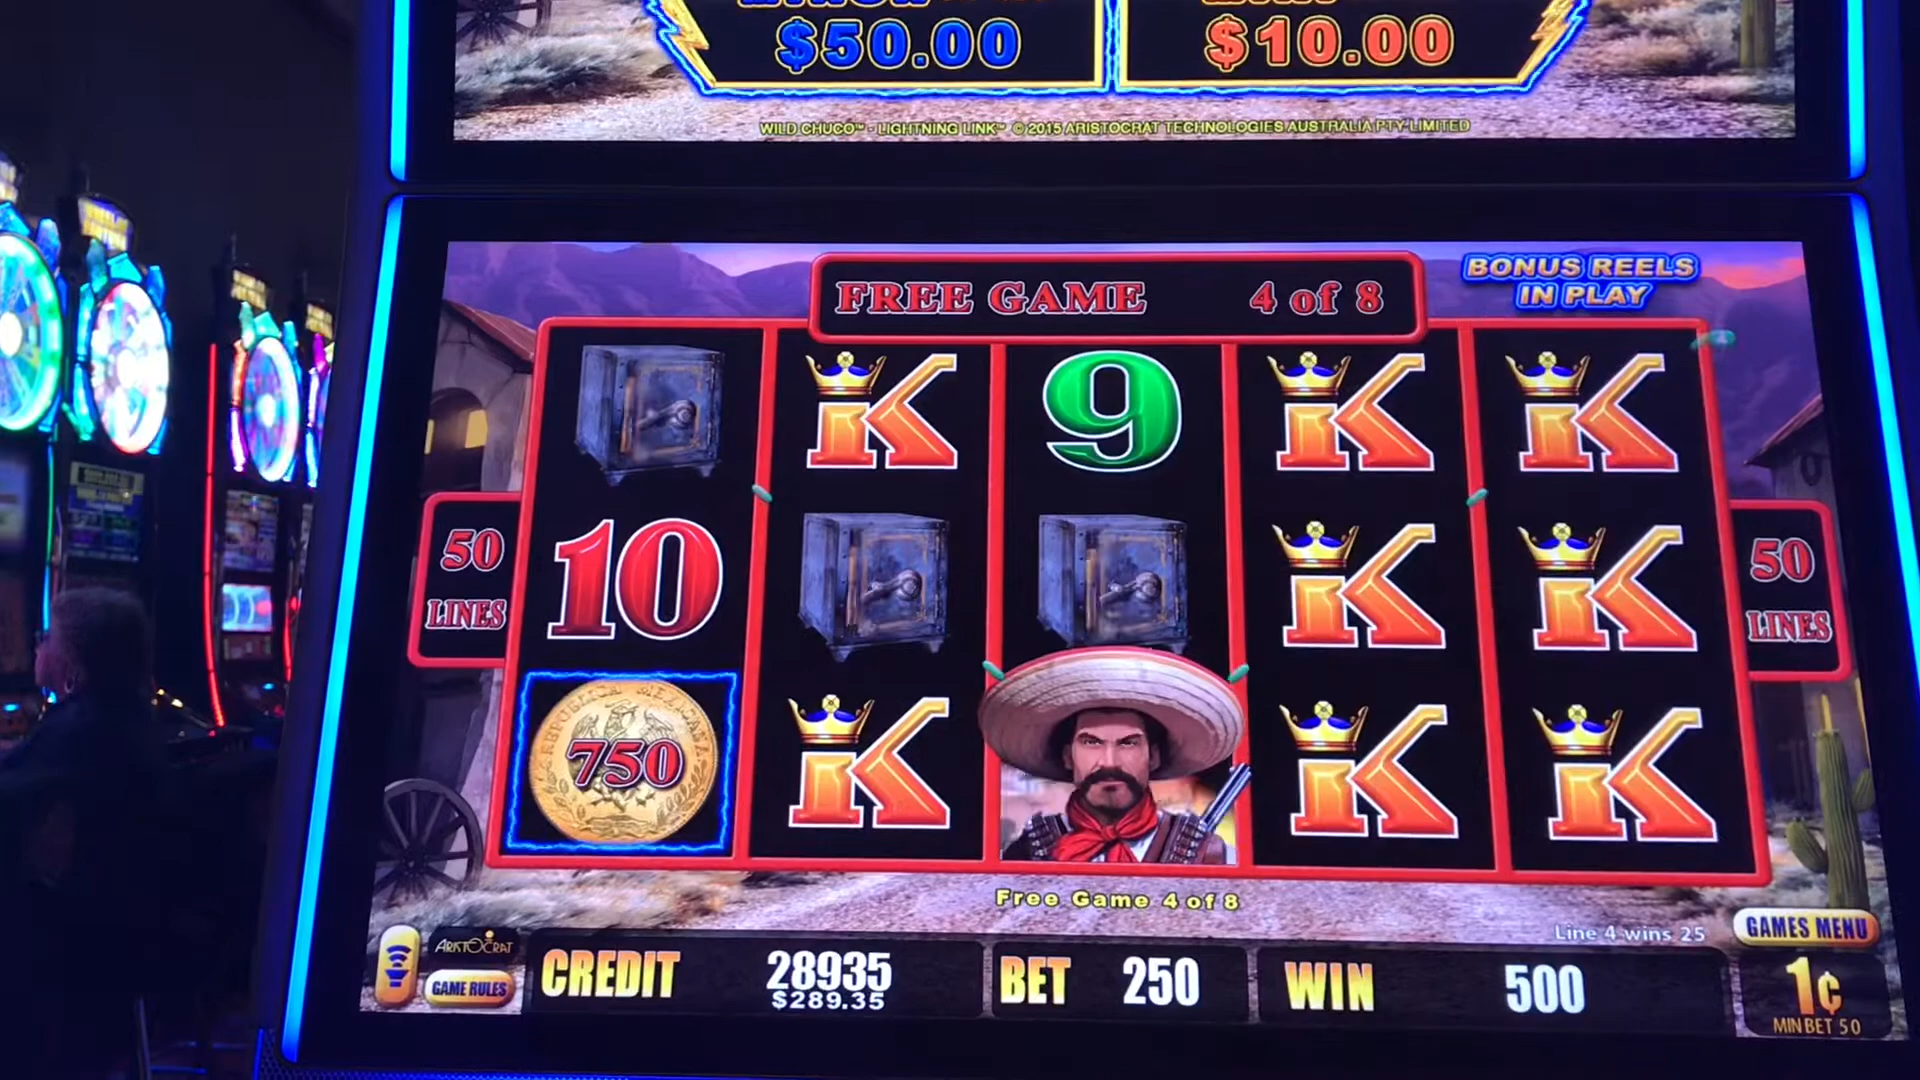 $50.00
$10.00
WILD CHUCO™ - LIGHTNING LINK™ ©2015 ARISTOCRAT TECHNOLOGIES AUSTRALIA PTY LIMITED
FREE GAME 4 of 8
BONUS REELS
IN PLAY
K
9
K
K
50
LINES
10
K
K
50
LINES
750
K
K
K
Free Game 4 of 8
Line 4 wins 25
GAMES MENU
ARISTOCRAT
GAME RULES
CREDIT
28935
$289.35
BET 250
WIN 500
1¢
MIN BET 50